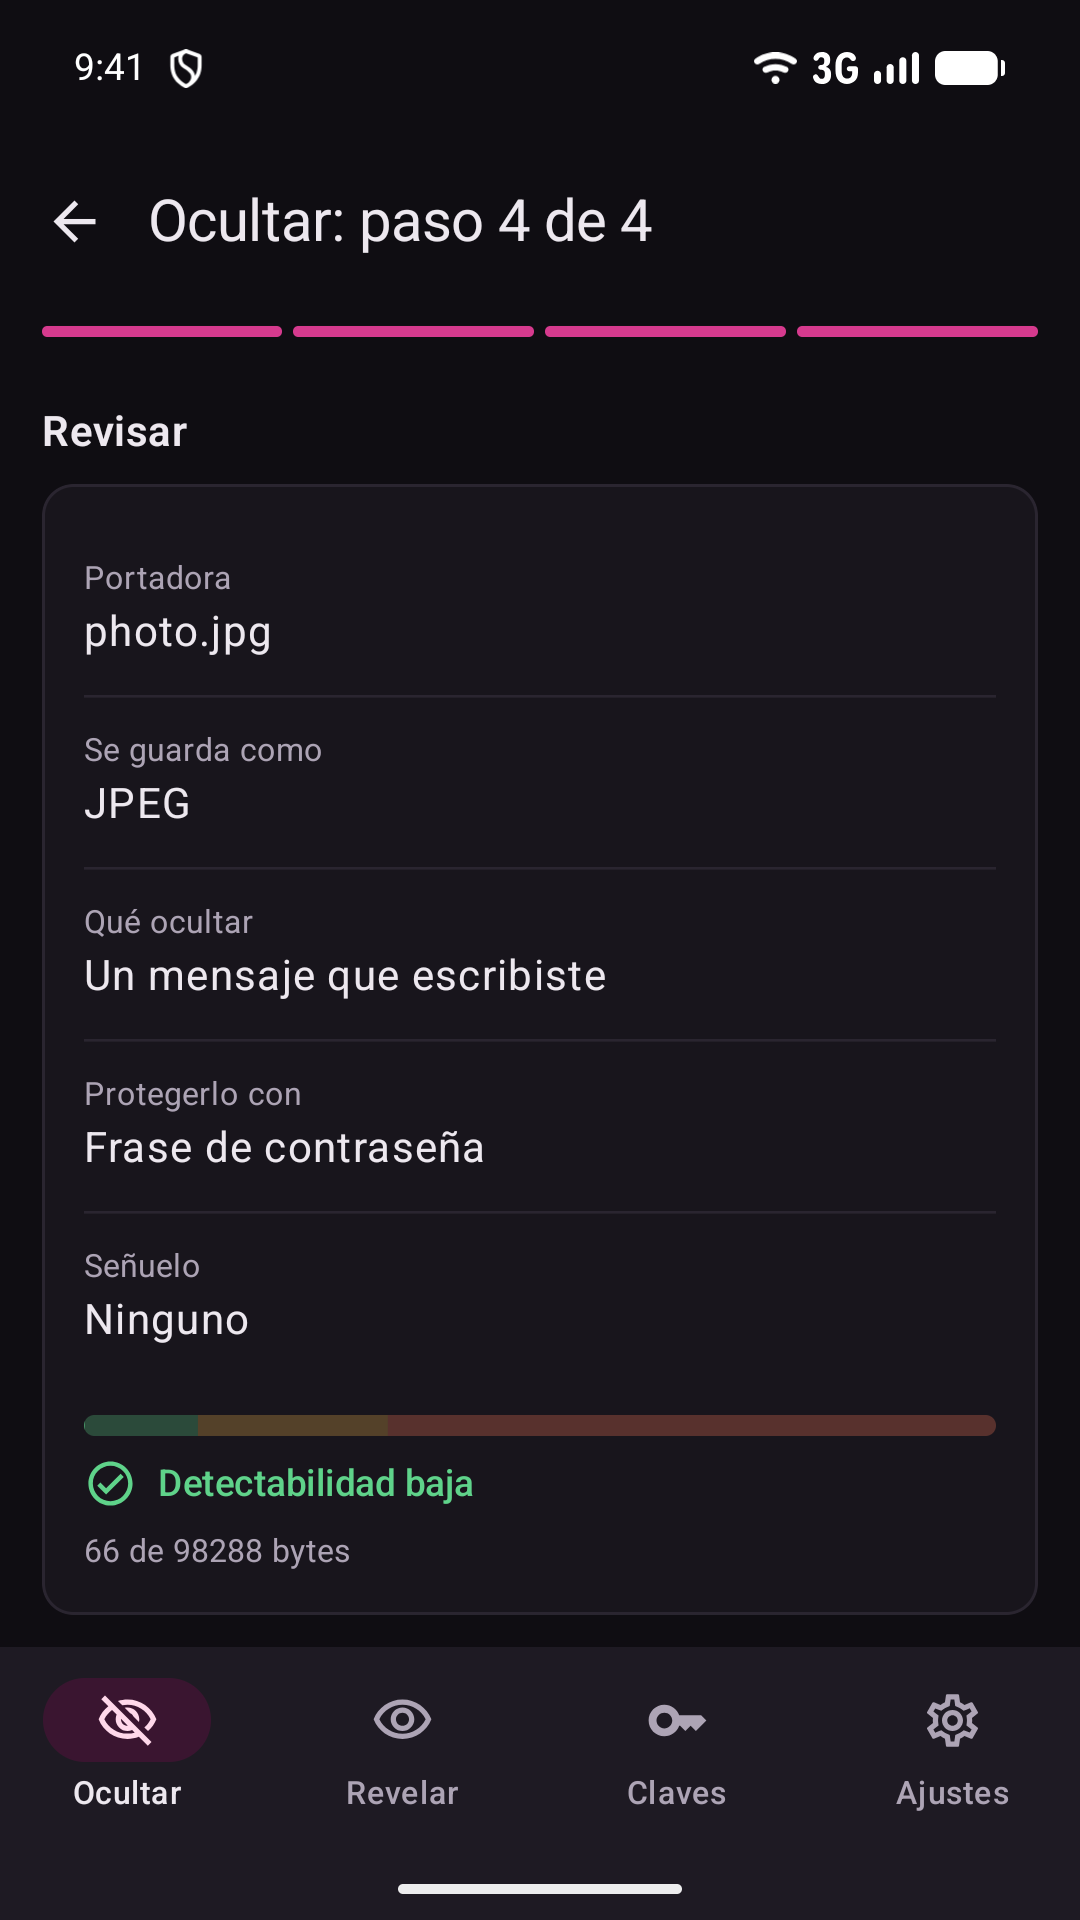 9:41
3G
Ocultar: paso 4 de 4
Revisar
Portadora
photo.jpg
Se guarda como
JPEG
Qué ocultar
Un mensaje que escribiste
Protegerlo con
Frase de contraseña
Señuelo
Ninguno
Detectabilidad baja
66 de 98288 bytes
Ocultar
Revelar
Claves
Ajustes